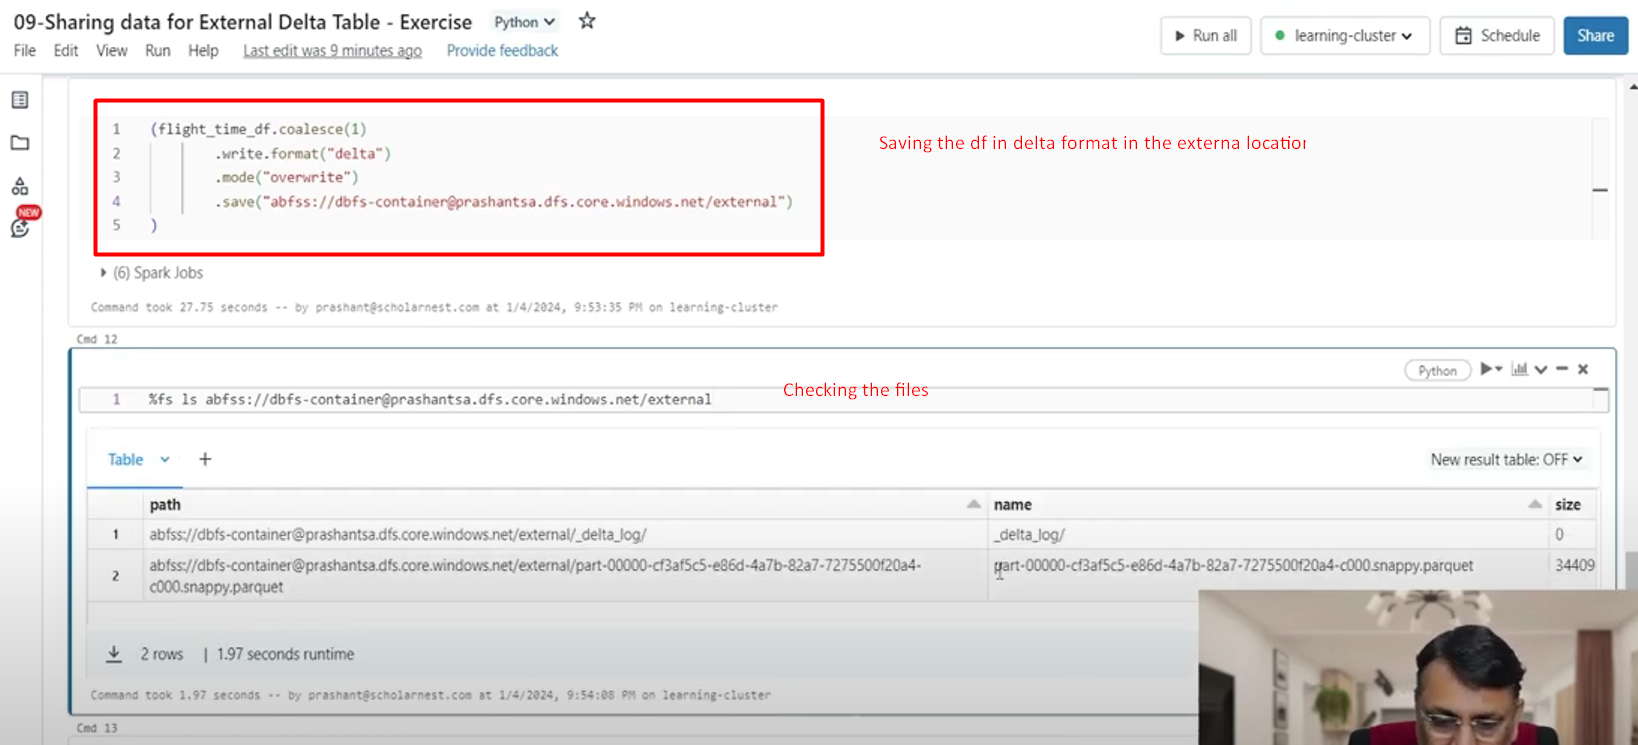 09-Sharing data for External Delta Table - Exercise Python
File Edit View Run Help Last edit was 9 minutes ago Provide feedback
Run all learning-cluster Schedule Share
NEW
1 (flight_time_df.coalesce(1)
2 .write.format("delta")
3 .mode("overwrite")
4 .save("abfss://dbfs-container@prashantsa.dfs.core.windows.net/external")
5 )
Saving the df in delta format in the externa location
(6) Spark Jobs
Command took 27.75 seconds -- by prashant@scholarnest.com at 1/4/2024, 9:53:35 PM on learning-cluster
Cmd 12
Python
1 %fs ls abfss://dbfs-container@prashantsa.dfs.core.windows.net/external
Checking the files
Table +
New result table: OFF
path name size
1 abfss://dbfs-container@prashantsa.dfs.core.windows.net/external/_delta_log/ _delta_log/ 0
2 abfss://dbfs-container@prashantsa.dfs.core.windows.net/external/part-00000-cf3af5c5-e86d-4a7b-82a7-7275500f20a4-
c000.snappy.parquet
part-00000-cf3af5c5-e86d-4a7b-82a7-7275500f20a4-c000.snappy.parquet 34409
2 rows | 1.97 seconds runtime
Command took 1.97 seconds -- by prashant@scholarnest.com at 1/4/2024, 9:54:08 PM on learning-cluster
Cmd 13